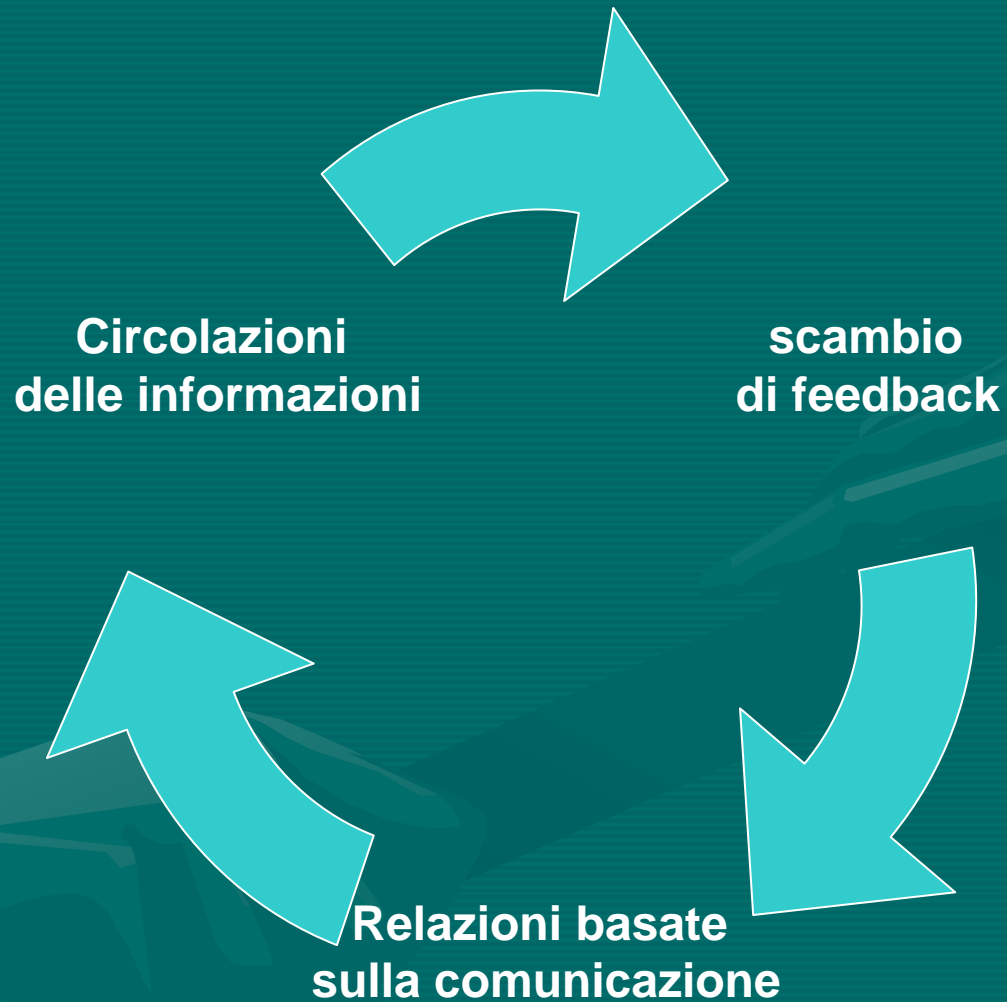 Circolazioni
delle informazioni
scambio
di feedback
Relazioni basate
sulla comunicazione